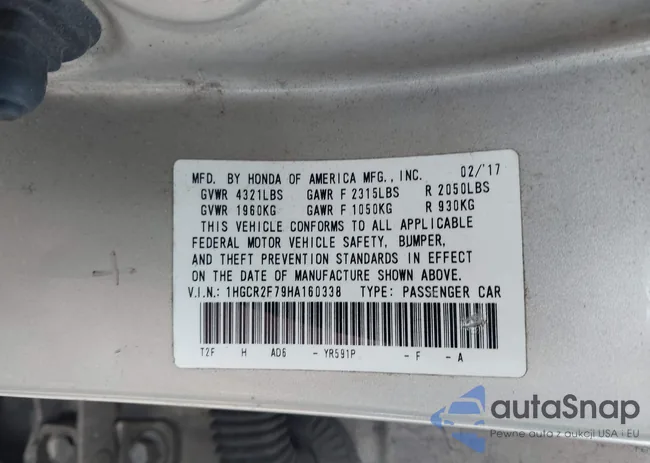 MFD. BY HONDA OF AMERICA MFG., INC. 02/'17
GVWR 4321LBS GAWR F 2315LBS R 2050LBS
GVWR 1960KG GAWR F 1050KG R 930KG
THIS VEHICLE CONFORMS TO ALL APPLICABLE
FEDERAL MOTOR VEHICLE SAFETY, BUMPER,
AND THEFT PREVENTION STANDARDS IN EFFECT
ON THE DATE OF MANUFACTURE SHOWN ABOVE.
V.I.N.: 1HGCR2F79HA160338 TYPE: PASSENGER CAR
T2F H AD6 - YR591P - F - A
autaSnap
Pewne auta z aukcji USA i EU